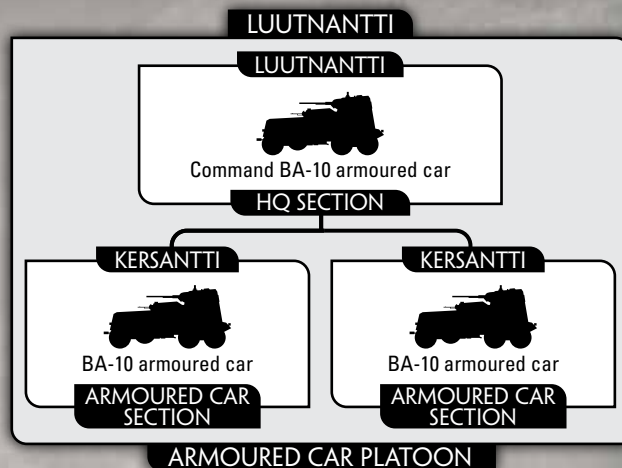 LUUTNANTTI
LUUTNANTTI
Command BA-10 armoured car
HQ SECTION
KERSANTTI
BA-10 armoured car
ARMOURED CAR
SECTION
KERSANTTI
BA-10 armoured car
ARMOURED CAR
SECTION
ARMOURED CAR PLATOON